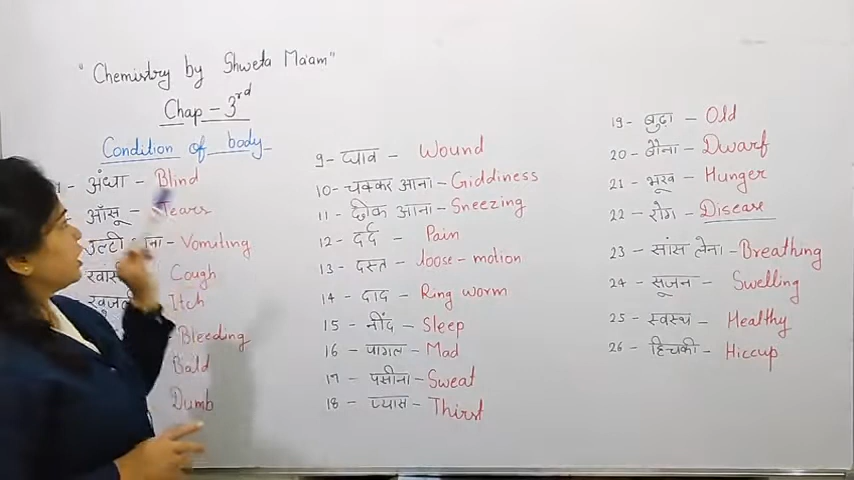 "Chemistry by Shweta Ma'am"
Chap - 3rd
Condition of body
1 - अंधा - Blind
आँसू - Tears
उल्टी - Vomiting
Cough
Itch
Bleeding
Bald
Dumb
9 - घाव - Wound
10 - चक्कर आना - Giddiness
11 - छीक आना - Sneezing
12 - दर्द - Pain
13 - दस्त - loose-motion
14 - दाद - Ring worm
15 - नींद - Sleep
16 - पागल - Mad
17 - पसीना - Sweat
18 - प्यास - Thirst
19 - बुढ़ा - Old
20 - बौना - Dwarf
21 - भूख - Hunger
22 - रोग - Disease
23 - सांस लेना - Breathing
24 - सूजन - Swelling
25 - स्वस्थ - Healthy
26 - हिचकी - Hiccup